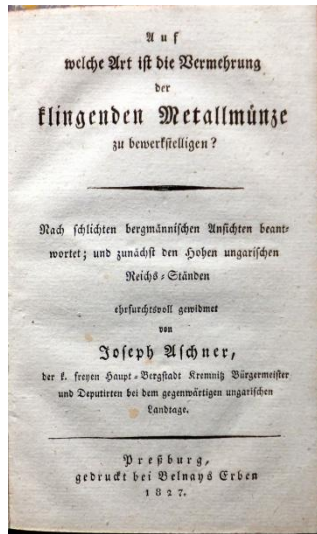 Auf
welche Art ist die Vermehrung
der
klingenden Metallmünze
zu bewerkstelligen?
Nach schlichten bergmännischen Ansichten beant=
wortet; und zunächst den Hohen ungarischen
Reichs=Ständen
ehrfurchtsvoll gewidmet
von
Joseph Aschner,
der k. freyen Haupt=Bergstadt Kremnitz Bürgermeister
und Deputirten bei dem gegenwärtigen ungarischen
Landtage.
Preßburg,
gedruckt bei Belnays Erben
1827.